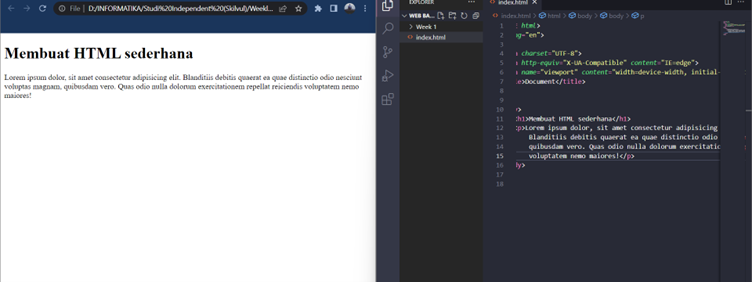 File | D:/INFORMATIKA/Studi%20Independent%20(Skilvul)/Week...
Membuat HTML sederhana
Lorem ipsum dolor, sit amet consectetur adipisicing elit. Blanditiis debitis quaerat ea quae distinctio odio nesciunt
voluptas magnam, quibusdam vero. Quas odio nulla dolorum exercitationem repellat reiciendis voluptatem nemo
maiores!
EXPLORER
WEB BA...
Week 1
index.html
index.html
index.html > html > body > body > p
1 html>
2 ng="en">
3
4
5 charset="UTF-8">
6 http-equiv="X-UA-Compatible" content="IE=edge">
7 name="viewport" content="width=device-width, initial-
8 le>Document</title>
9
10
11 >
12 <h1>Membuat HTML sederhana</h1>
13 <p>Lorem ipsum dolor, sit amet consectetur adipisicing
14 Blanditiis debitis quaerat ea quae distinctio odio
quibusdam vero. Quas odio nulla dolorum exercitatio
15 voluptatem nemo maiores!</p>
16 dy>
17
18